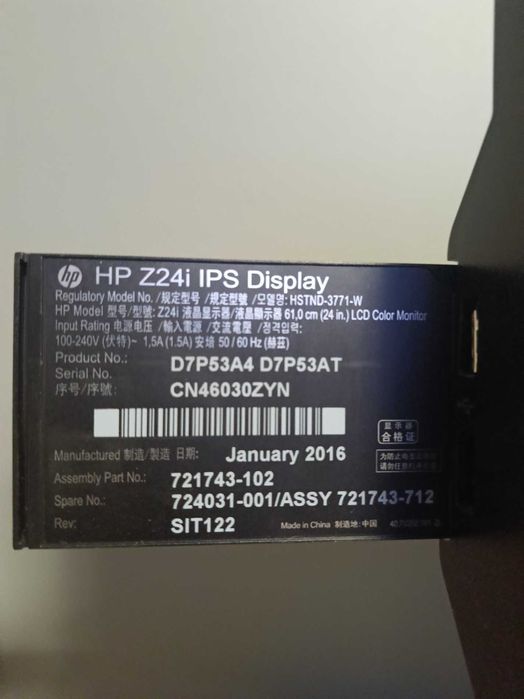 hp HP Z24i IPS Display
Regulatory Model No. /规定型号 /規定型號 /모델명: HSTND-3771-W
HP Model 型号/型號: Z24i 液晶显示器/液晶顯示器 61,0 cm (24 in.) LCD Color Monitor
Input Rating 电源电压 /輸入電源 /交流電壓 /정격입력:
100-240V (伏特)~ 1,5A (1.5A) 安培 50 / 60 Hz (赫茲)
Product No.: D7P53A4 D7P53AT
Serial No.
序号/序號: CN46030ZYN
显示器
合格证
Manufactured 制造/製造 日期: January 2016
Assembly Part No.: 721743-102
Spare No.: 724031-001/ASSY 721743-712
Rev: SIT122
Made in China 制造地: 中国